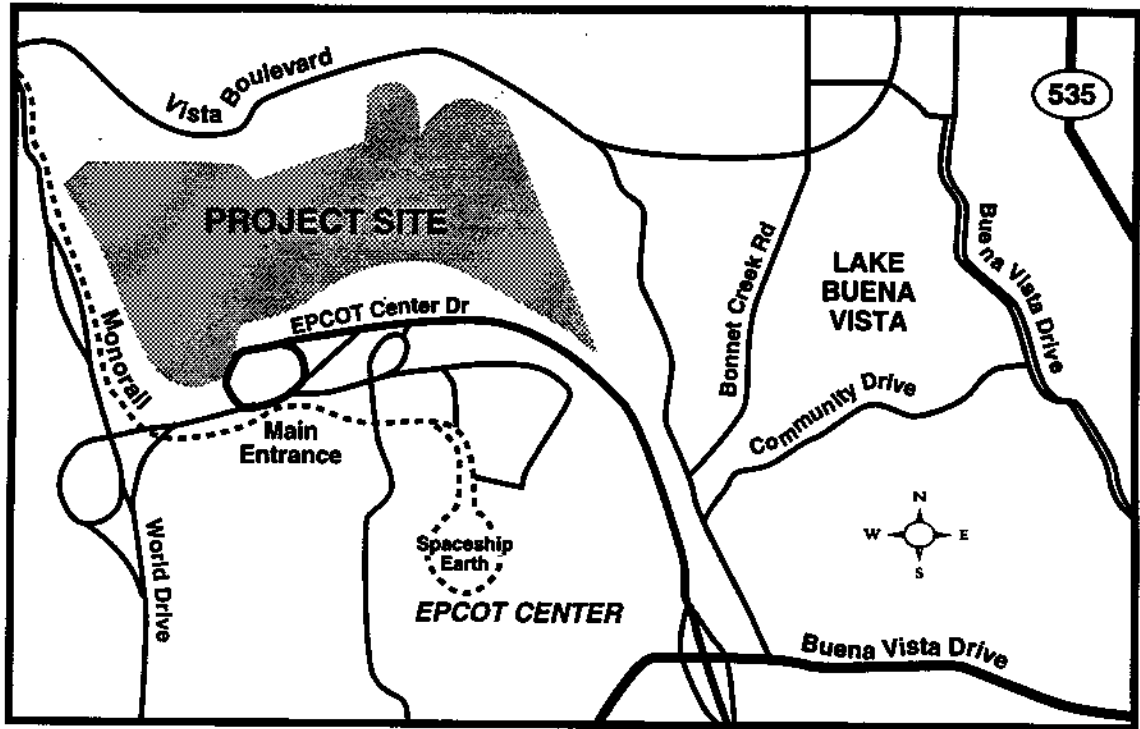 Vista Boulevard
535
PROJECT SITE
Buena Vista Drive
LAKE
BUENA
VISTA
Bonnet Creek Rd
EPCOT Center Dr
Monorail
Community Drive
Main
Entrance
N
W E
S
World Drive
Spaceship
Earth
EPCOT CENTER
Buena Vista Drive